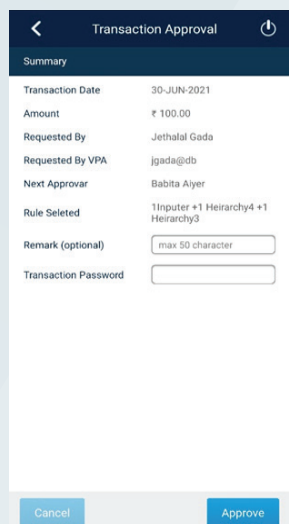 Transaction Approval
Summary
Transaction Date 30-JUN-2021
Amount ₹ 100.00
Requested By Jethalal Gada
Requested By VPA jgada@db
Next Approvar Babita Aiyer
Rule Seleted 1Inputer +1 Heirarchy4 +1
Heirarchy3
Remark (optional) max 50 character
Transaction Password
Cancel Approve